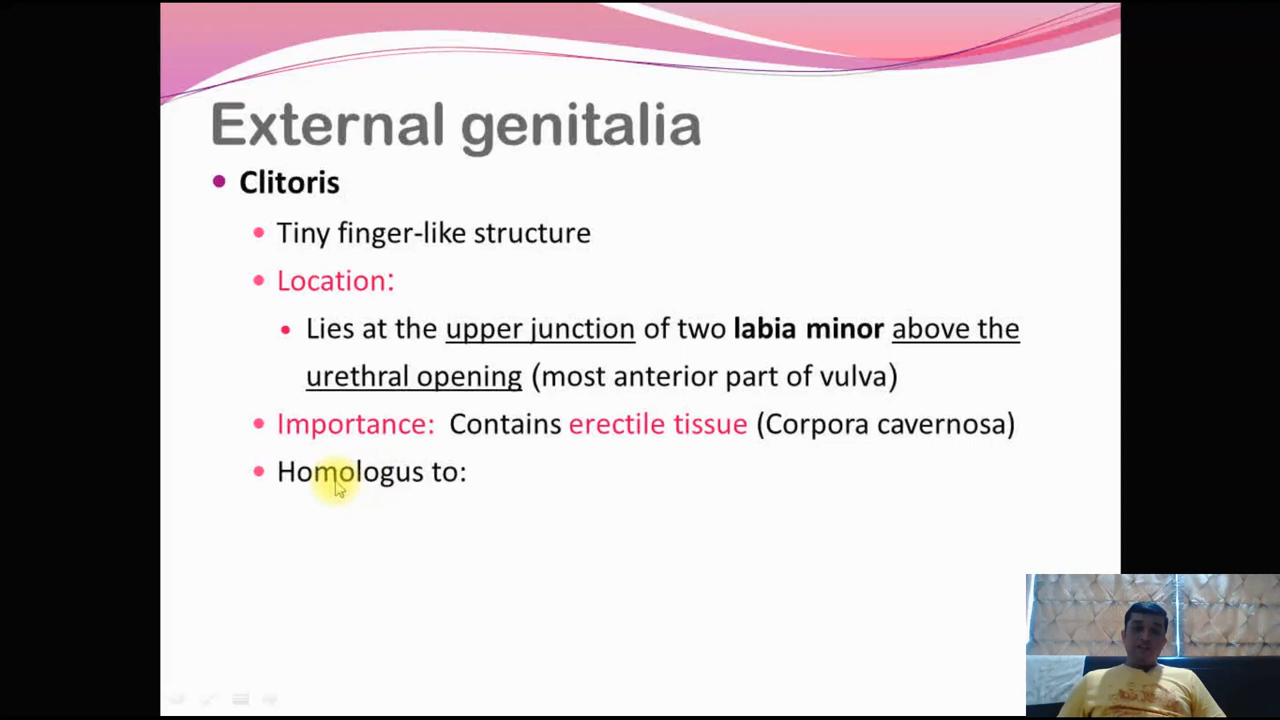 External genitalia
• Clitoris
• Tiny finger-like structure
• Location:
• Lies at the upper junction of two labia minor above the
urethral opening (most anterior part of vulva)
• Importance: Contains erectile tissue (Corpora cavernosa)
• Homologus to: